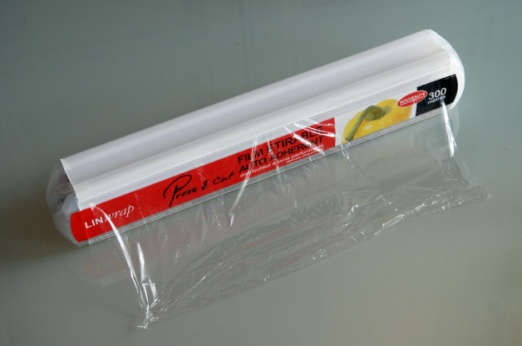 LINwrap
Press & Cut
FILM ETIRABLE
AUTO ADHERENT
300